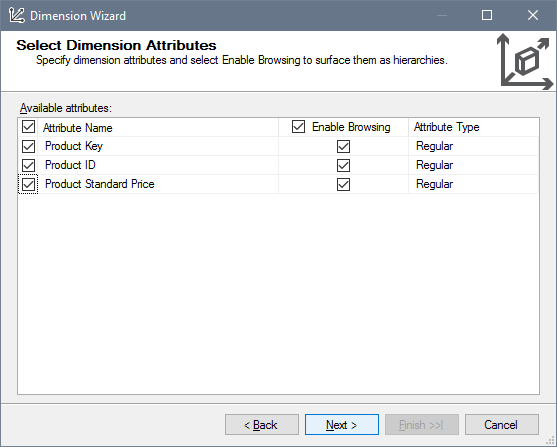 Dimension Wizard
Select Dimension Attributes
Specify dimension attributes and select Enable Browsing to surface them as hierarchies.
Available attributes:
Attribute Name Enable Browsing Attribute Type
Product Key Regular
Product ID Regular
Product Standard Price Regular
< Back Next > Finish >>| Cancel